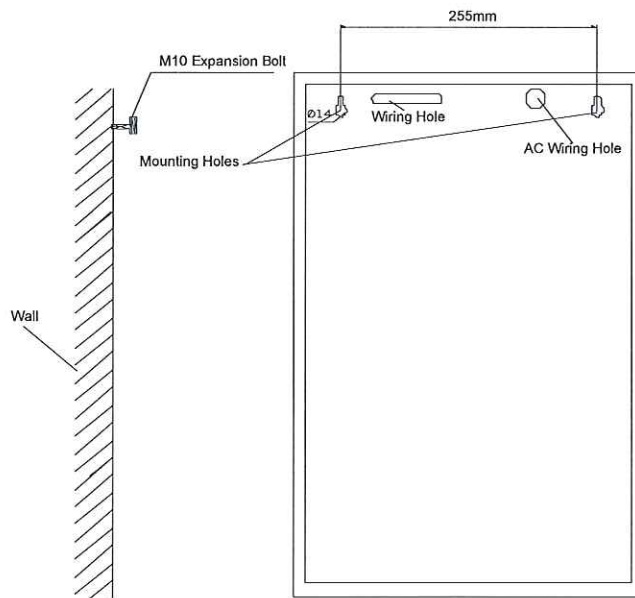 255mm
M10 Expansion Bolt
Ø14
Wiring Hole
Mounting Holes
AC Wiring Hole
Wall